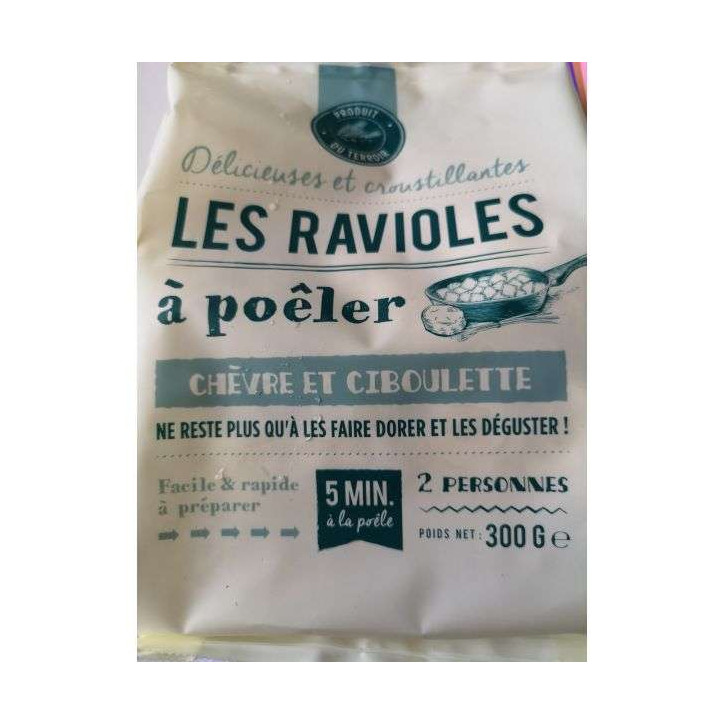 PRODUIT
DU TERROIR
Délicieuses et croustillantes
LES RAVIOLES
à poêler
CHÈVRE ET CIBOULETTE
NE RESTE PLUS QU'À LES FAIRE DORER ET LES DÉGUSTER !
Facile & rapide
à préparer
5 MIN.
à la poêle
2 PERSONNES
POIDS NET : 300 G e